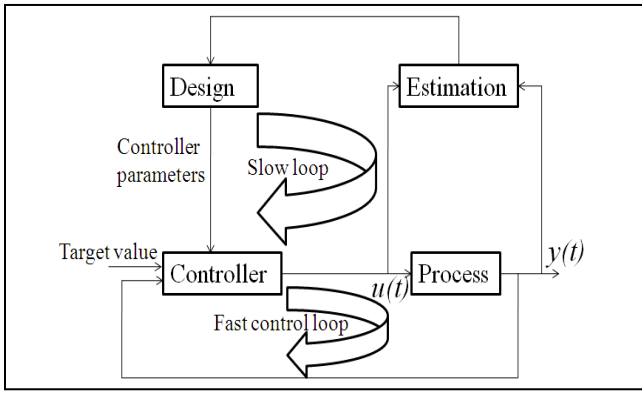 Design
Estimation
Controller
parameters
Slow loop
Target value
Controller
u(t)
Process
y(t)
Fast control loop